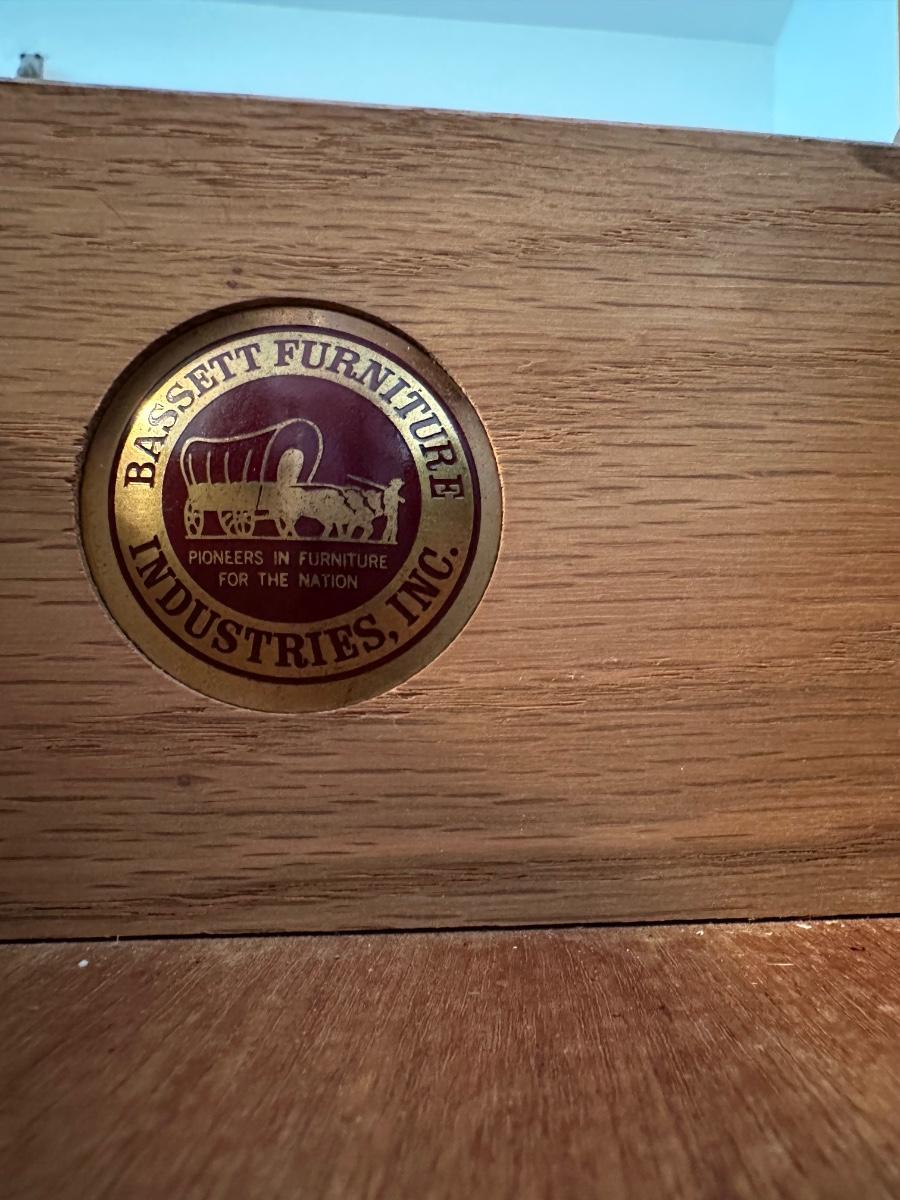 BASSETT FURNITURE
PIONEERS IN FURNITURE
FOR THE NATION
INDUSTRIES, INC.